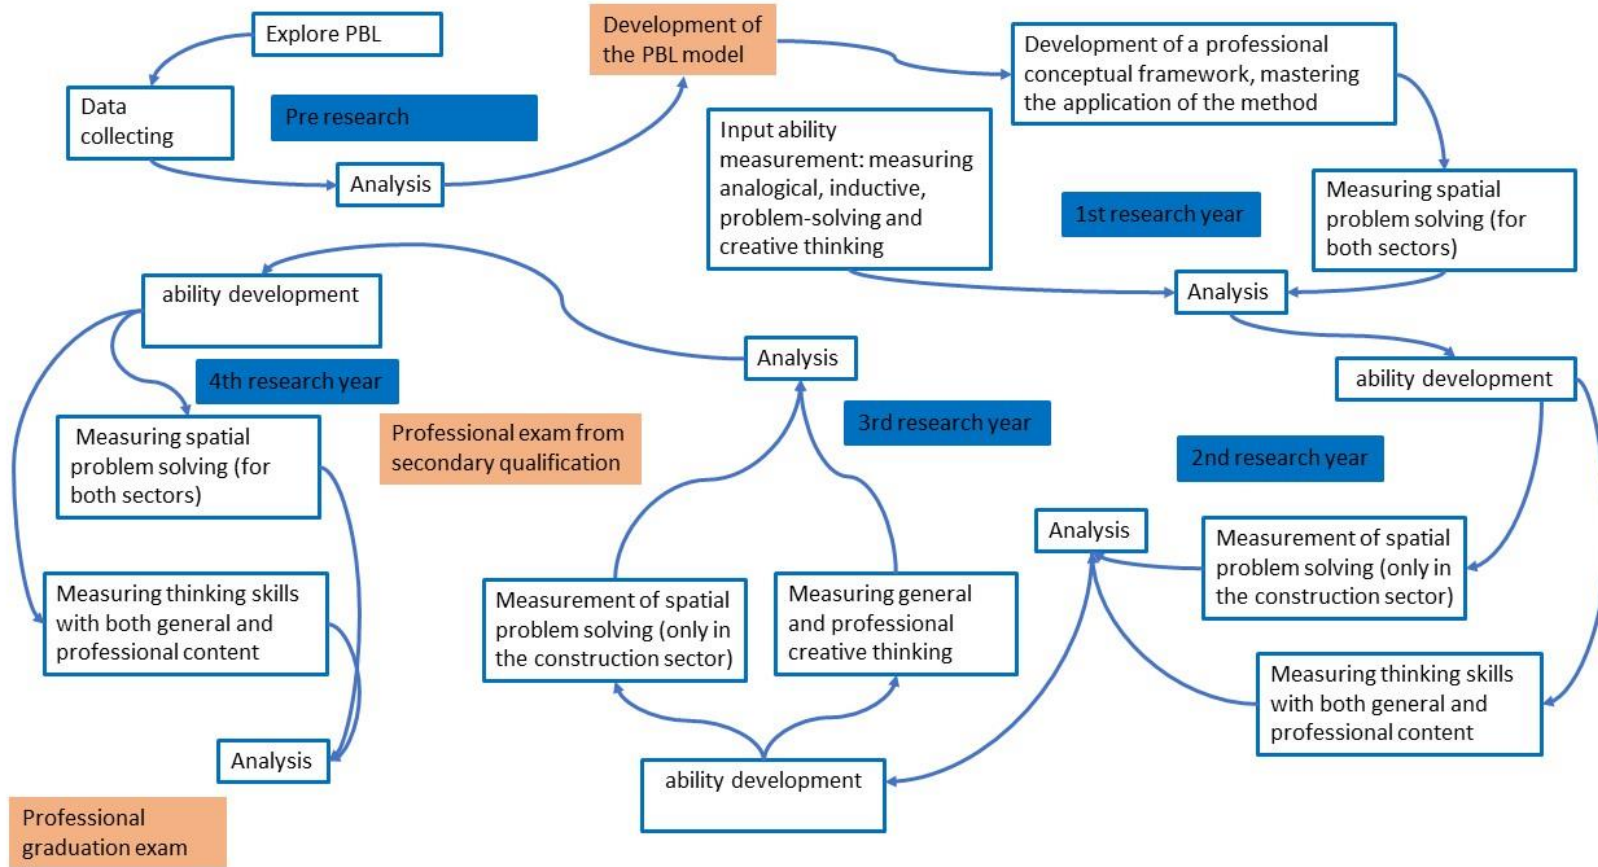 Explore PBL
Data
collecting
Pre research
Analysis
Development of
the PBL model
Development of a professional
conceptual framework, mastering
the application of the method
Input ability
measurement: measuring
analogical, inductive,
problem-solving and
creative thinking
1st research year
Measuring spatial
problem solving (for
both sectors)
Analysis
ability development
2nd research year
Measurement of spatial
problem solving (only in
the construction sector)
Measuring thinking skills
with both general and
professional content
Analysis
ability development
3rd research year
Measurement of spatial
problem solving (only in
the construction sector)
Measuring general
and professional
creative thinking
Analysis
Professional exam from
secondary qualification
ability development
4th research year
Measuring spatial
problem solving (for
both sectors)
Measuring thinking skills
with both general and
professional content
Analysis
Professional
graduation exam